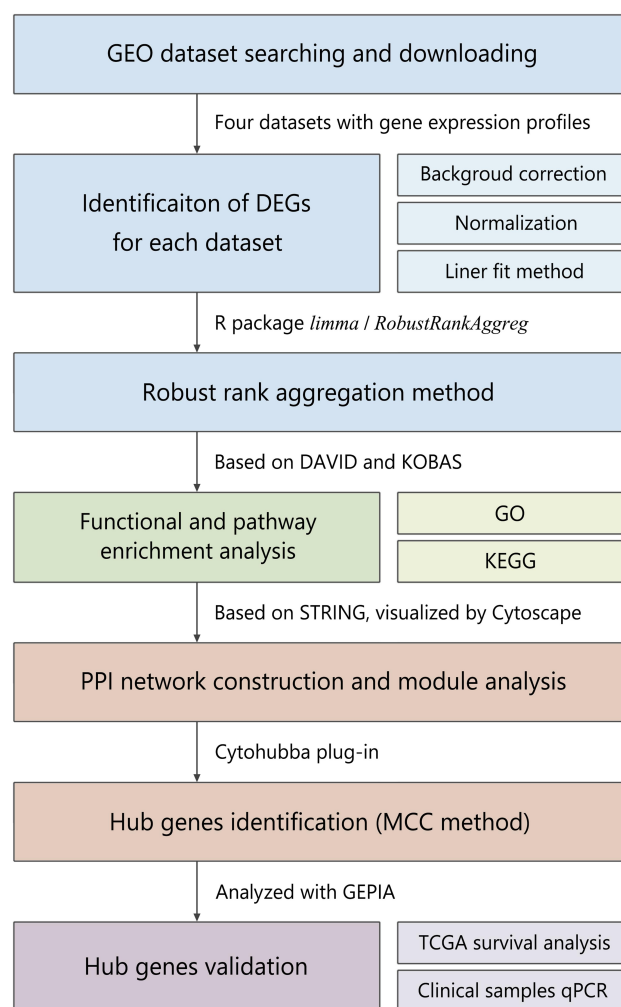 GEO dataset searching and downloading
Four datasets with gene expression profiles
Identificaiton of DEGs
for each dataset
Backgroud correction
Normalization
Liner fit method
R package limma / RobustRankAggreg
Robust rank aggregation method
Based on DAVID and KOBAS
Functional and pathway
enrichment analysis
GO
KEGG
Based on STRING, visualized by Cytoscape
PPI network construction and module analysis
Cytohubba plug-in
Hub genes identification (MCC method)
Analyzed with GEPIA
Hub genes validation
TCGA survival analysis
Clinical samples qPCR